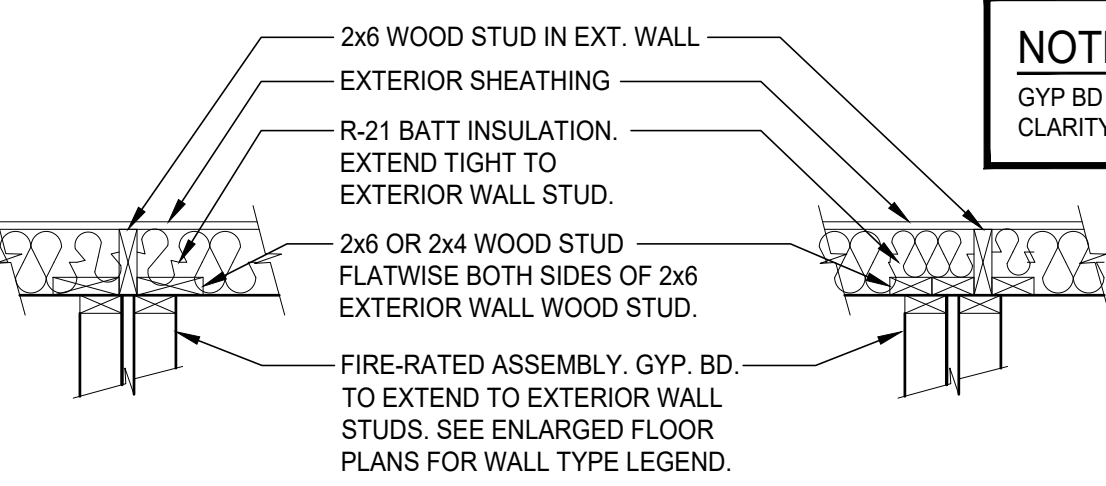 2x6 WOOD STUD IN EXT. WALL
EXTERIOR SHEATHING
R-21 BATT INSULATION.
EXTEND TIGHT TO
EXTERIOR WALL STUD.
2x6 OR 2x4 WOOD STUD
FLATWISE BOTH SIDES OF 2x6
EXTERIOR WALL WOOD STUD.
FIRE-RATED ASSEMBLY. GYP. BD.
TO EXTEND TO EXTERIOR WALL
STUDS. SEE ENLARGED FLOOR
PLANS FOR WALL TYPE LEGEND.
GYP BD
CLARITY